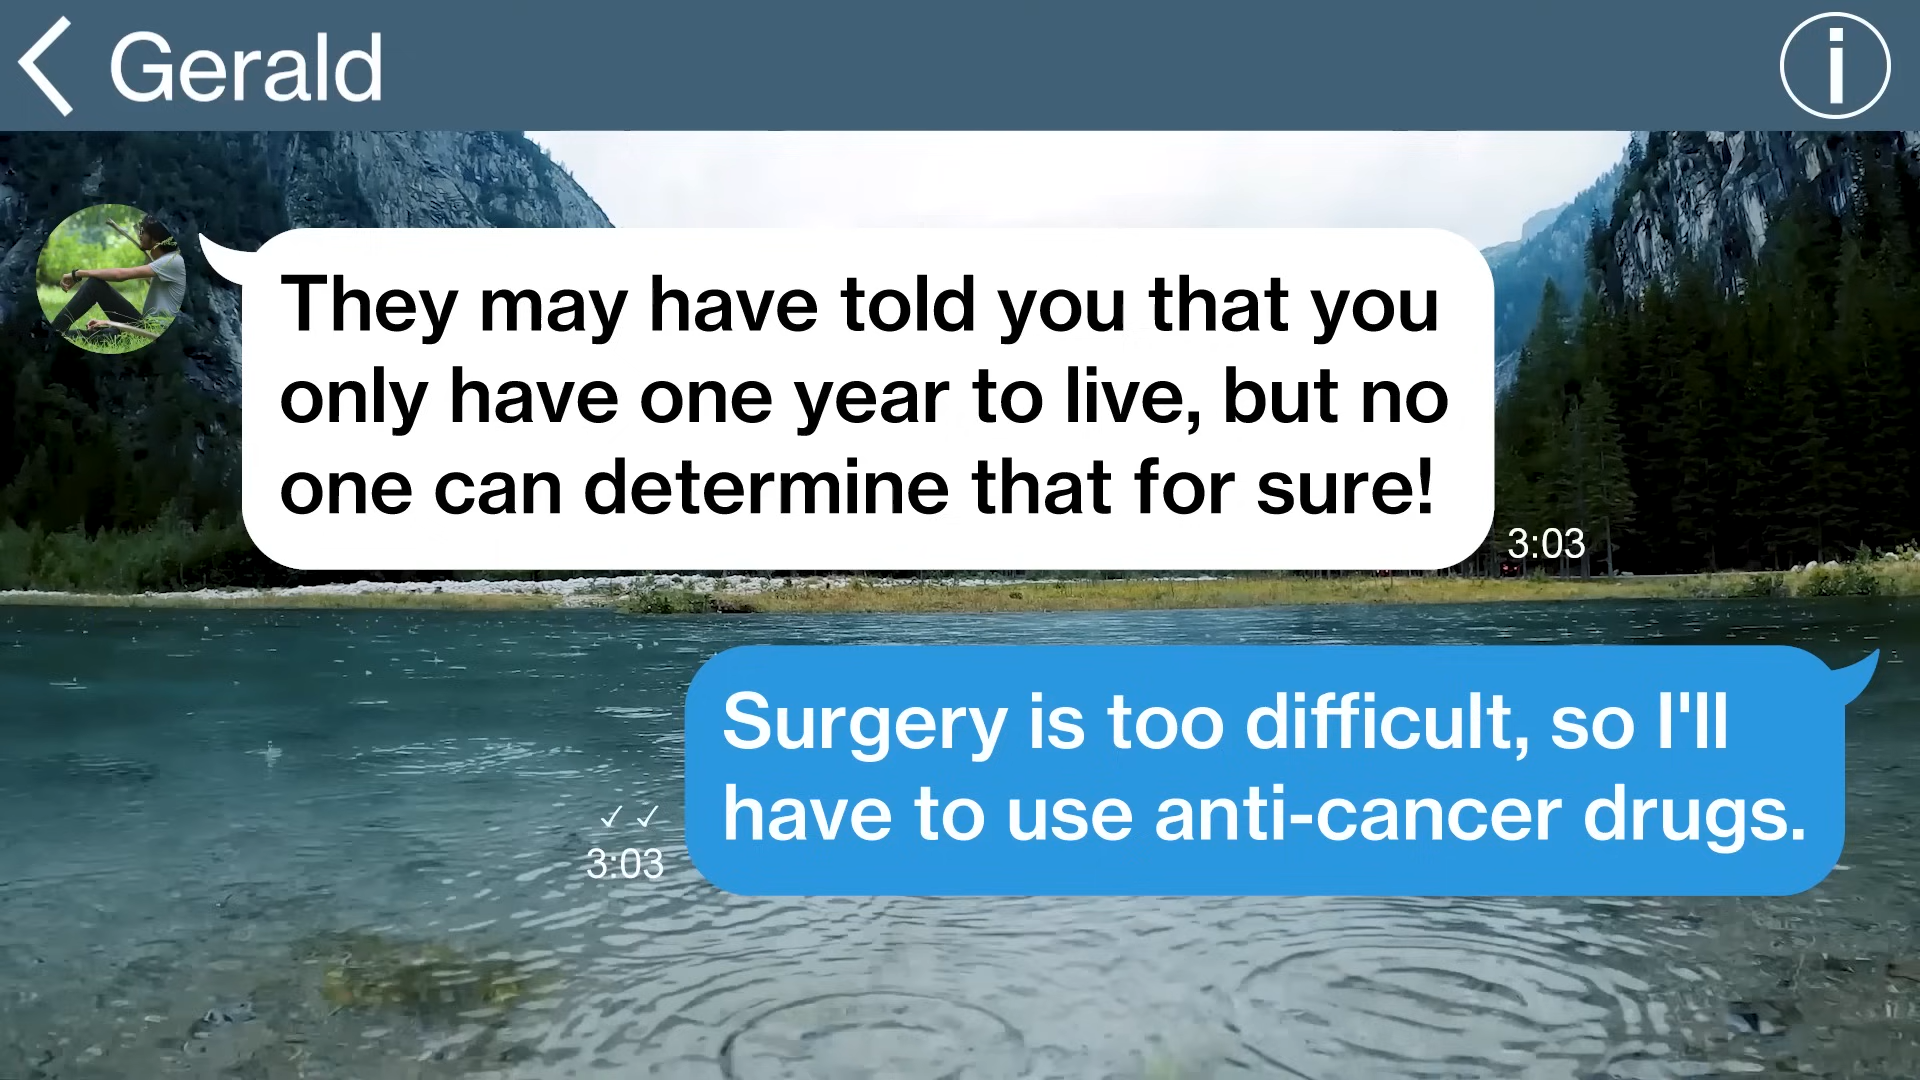 Gerald
They may have told you that you
only have one year to live, but no
one can determine that for sure!
3:03
Surgery is too difficult, so I'll
have to use anti-cancer drugs.
3:03